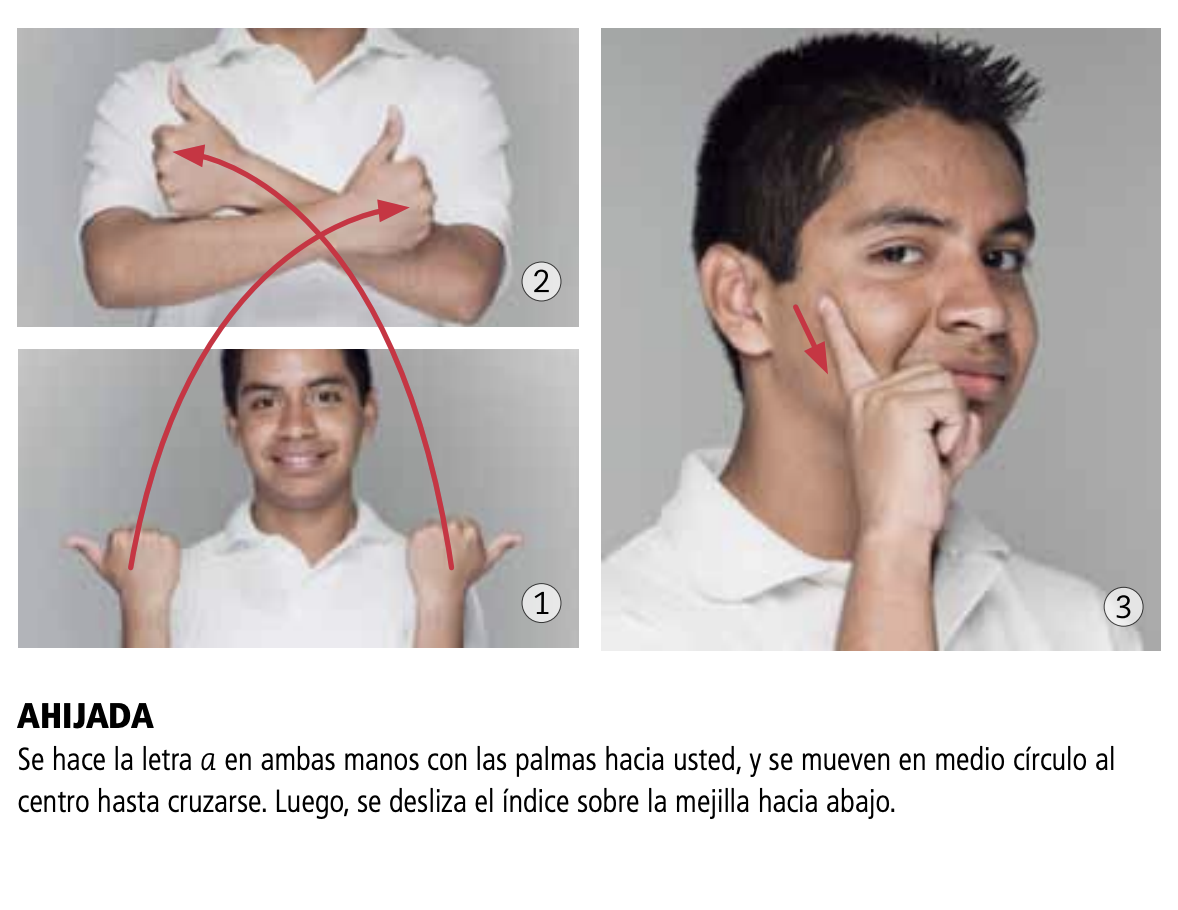 2
1
3
AHIJADA
Se hace la letra a en ambas manos con las palmas hacia usted, y se mueven en medio círculo al
centro hasta cruzarse. Luego, se desliza el índice sobre la mejilla hacia abajo.